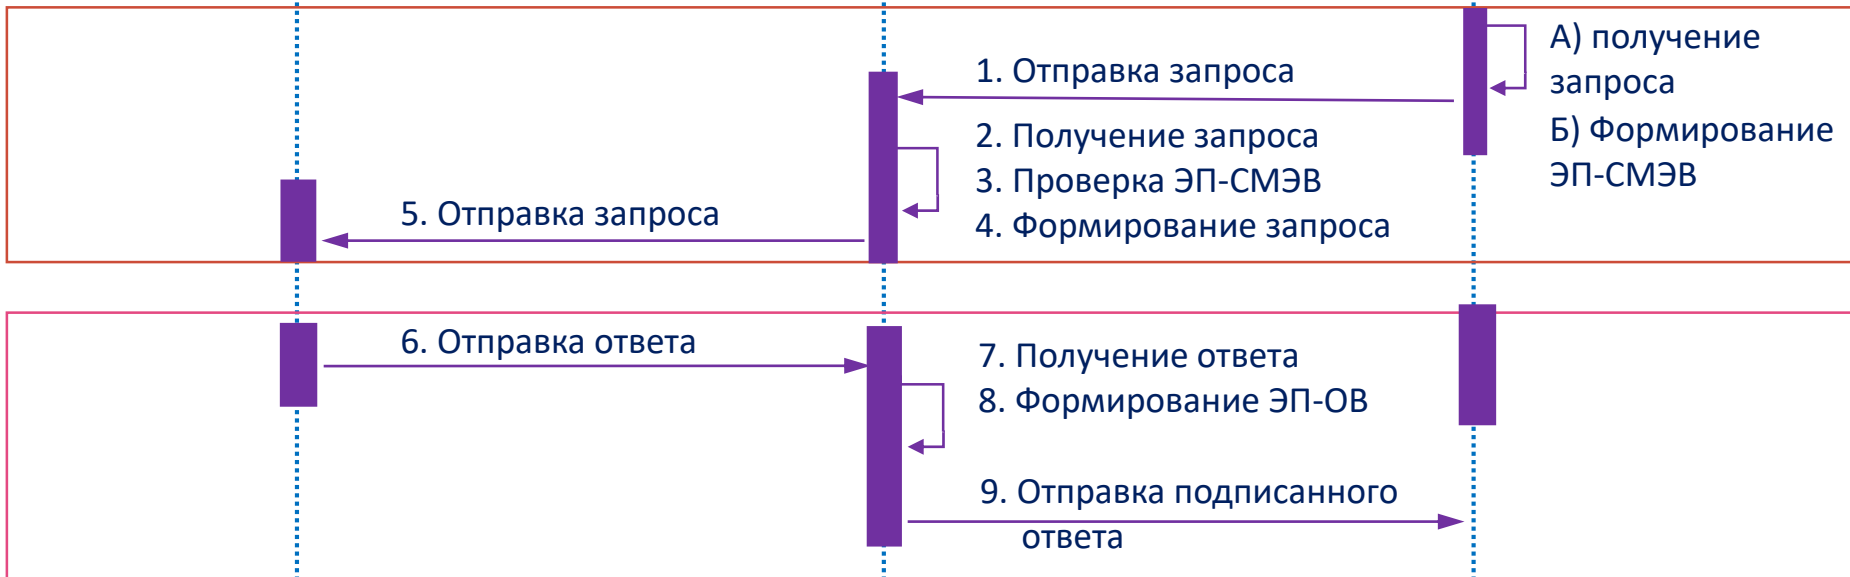 А) получение
запроса
Б) Формирование
ЭП-СМЭВ
1. Отправка запроса
2. Получение запроса
3. Проверка ЭП-СМЭВ
4. Формирование запроса
5. Отправка запроса
6. Отправка ответа
7. Получение ответа
8. Формирование ЭП-ОВ
9. Отправка подписанного
ответа